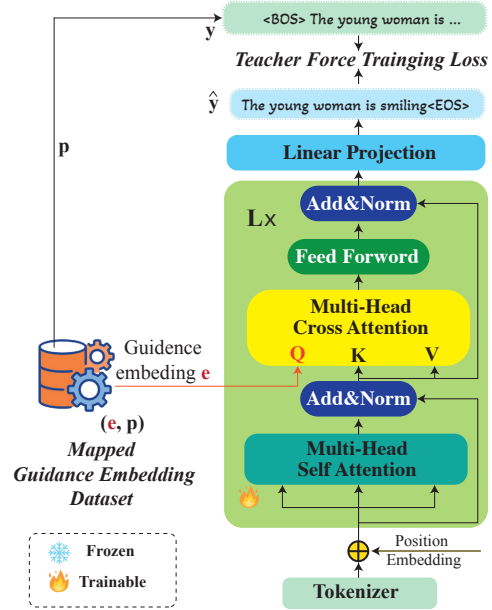 <BOS> The young woman is ...
y
Teacher Force Trainging Loss
ŷ
The young woman is smiling<EOS>
p
Linear Projection
Add&Norm
Lx
Feed Forward
Multi-Head
Cross Attention
Guidance
embeding e
Q K V
(e, p)
Add&Norm
Mapped
Guidance Embedding
Dataset
Multi-Head
Self Attention
Frozen
Trainable
Position
Embedding
Tokenizer